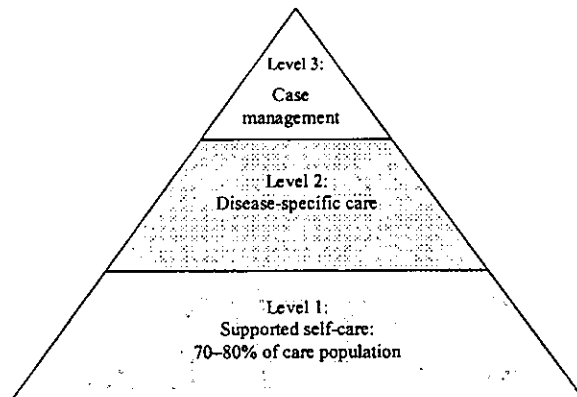 Level 3:
Case
management
Level 2:
Disease-specific care
Level 1:
Supported self-care:
70–80% of care population